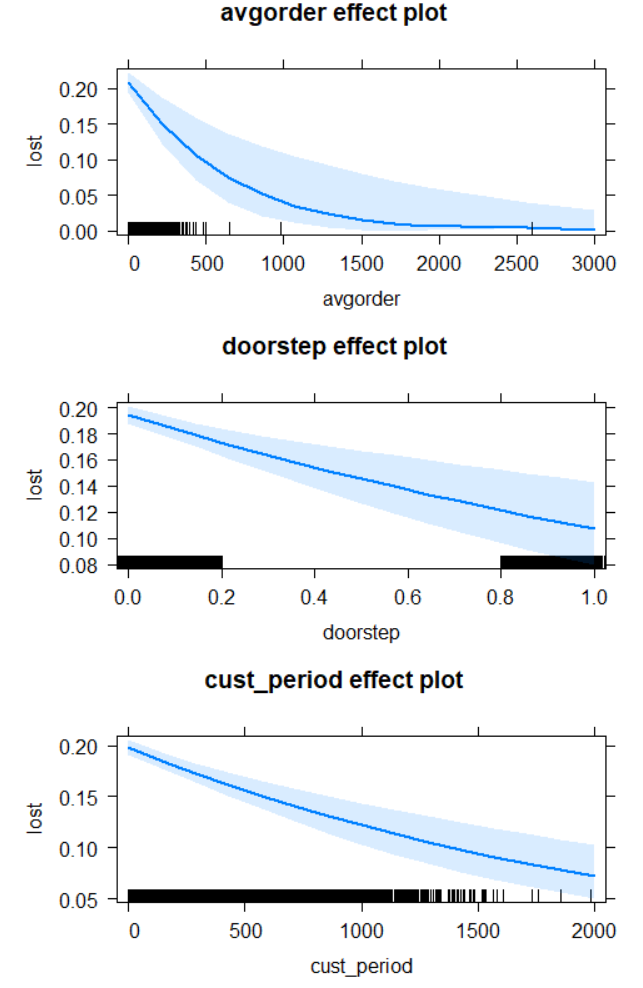 avgorder effect plot
0.20
0.15
0.10
0.05
0.00
lost
0 500 1000 1500 2000 2500 3000
avgorder
doorstep effect plot
0.20
0.18
0.16
0.14
0.12
0.10
0.08
lost
0.0 0.2 0.4 0.6 0.8 1.0
doorstep
cust_period effect plot
0.20
0.15
0.10
0.05
lost
0 500 1000 1500 2000
cust_period